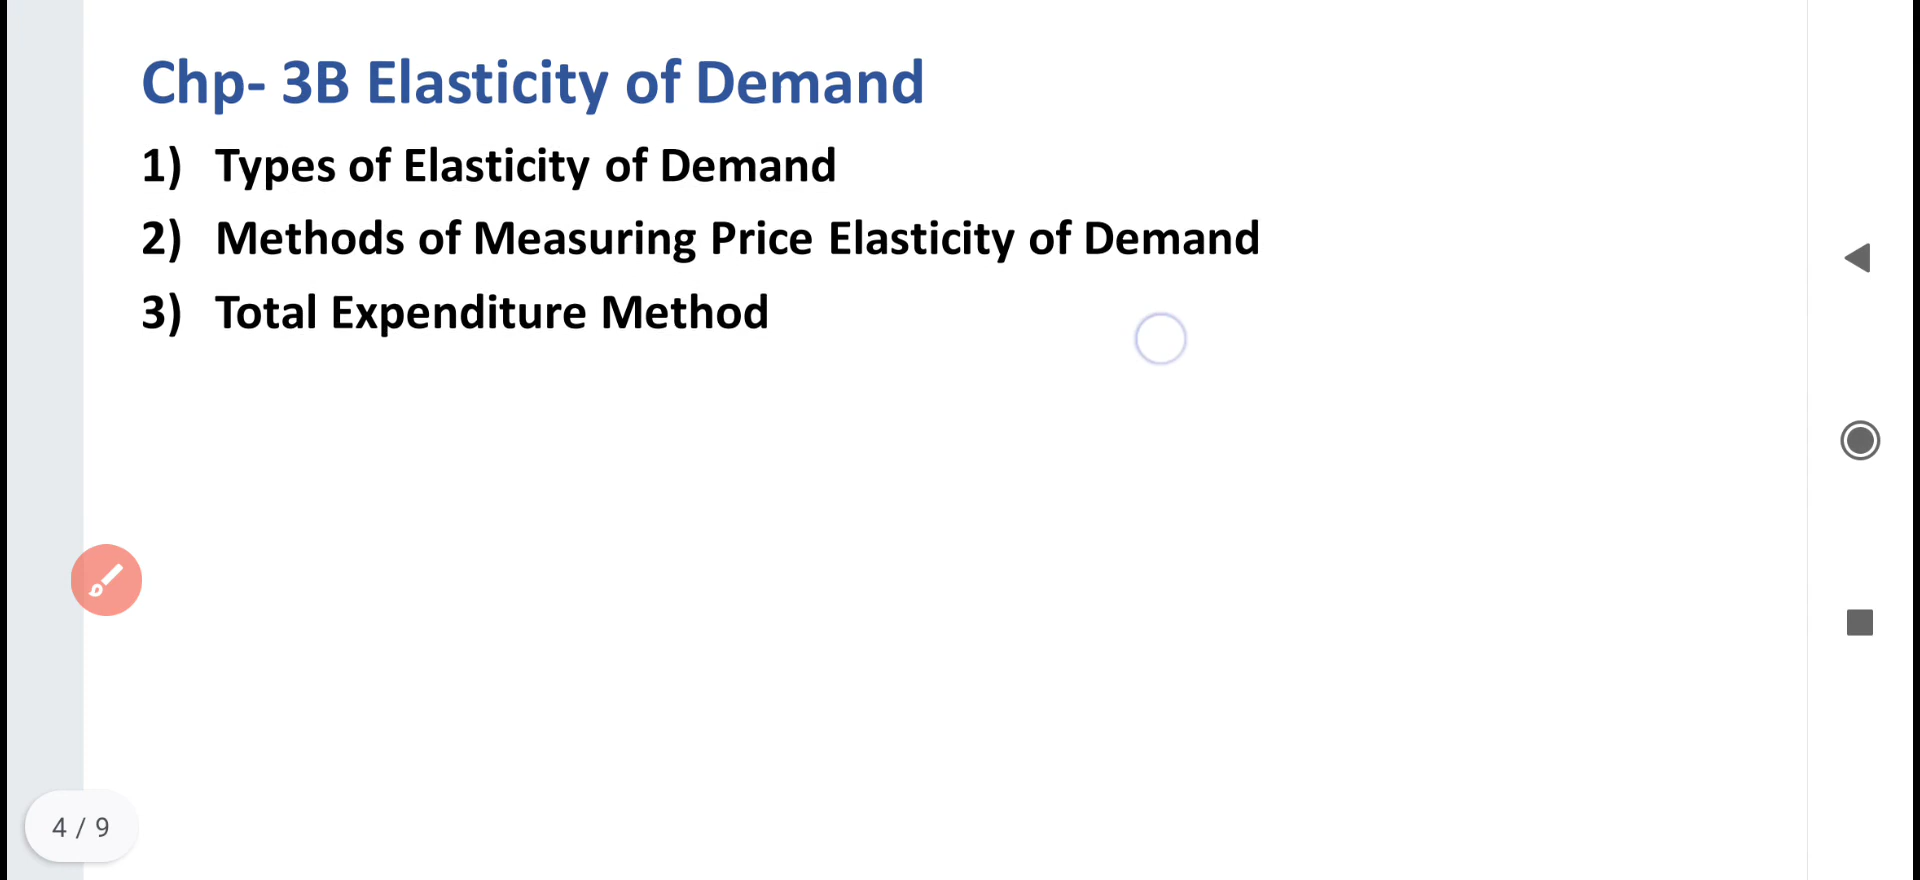 Chp- 3B Elasticity of Demand
1) Types of Elasticity of Demand
2) Methods of Measuring Price Elasticity of Demand
3) Total Expenditure Method
4 / 9